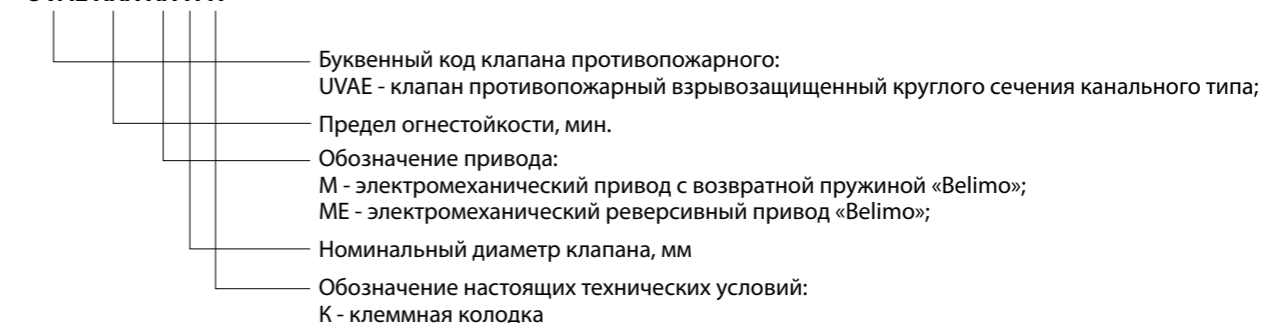 Буквенный код клапана противопожарного:
UVAE - клапан противопожарный взрывозащищенный круглого сечения канального типа;
Предел огнестойкости, мин.
Обозначение привода:
М - электромеханический привод с возвратной пружиной «Belimo»;
МЕ - электромеханический реверсивный привод «Belimo»;
Номинальный диаметр клапана, мм
Обозначение настоящих технических условий:
К - клеммная колодка